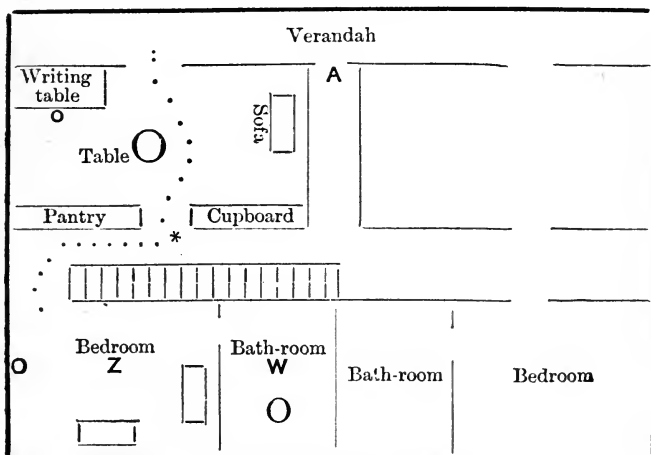 Verandah
Writing
table
A
Sofa
Table
Pantry
Cupboard
*
Bedroom
Z
Bath-room
W
Bath-room
Bedroom